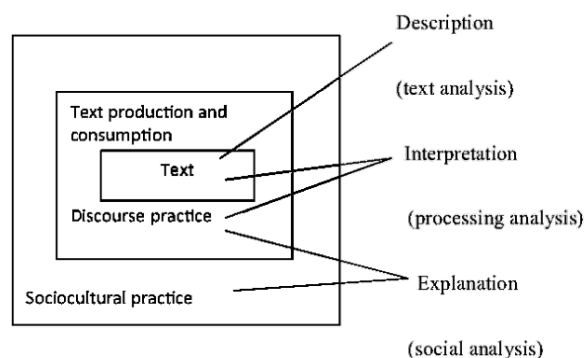 Description
(text analysis)
Text production and
consumption
Text
Interpretation
Discourse practice
(processing analysis)
Explanation
Sociocultural practice
(social analysis)